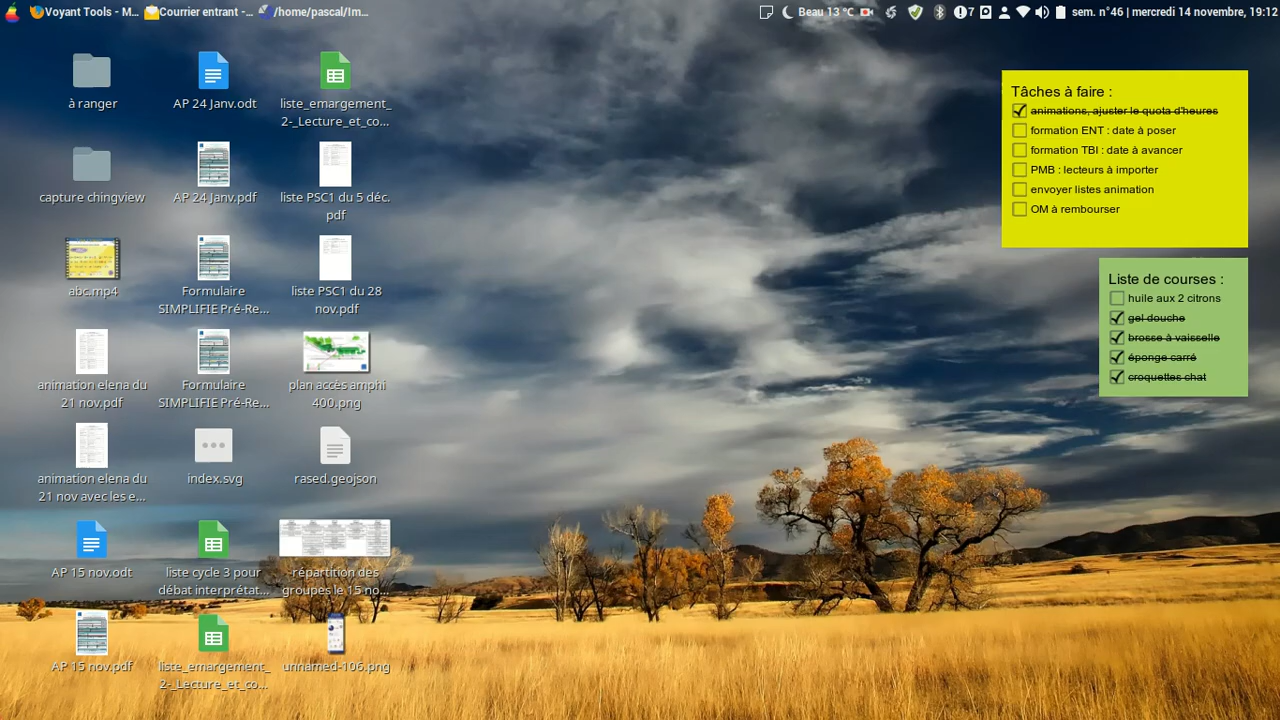 Voyant Tools - M...
Courrier entrant -...
/home/pascal/Im...
Beau 13 °C
7
sem. n°46 | mercredi 14 novembre, 19:12
à ranger
AP 24 Janv.odt
liste_emargement_
2-_Lecture_et_co...
capture chingview
AP 24 Janv.pdf
liste PSC1 du 5 déc.
pdf
abc.mp4
Formulaire
SIMPLIFIE Pré-Re...
liste PSC1 du 28
nov.pdf
animation elena du
21 nov.pdf
Formulaire
SIMPLIFIE Pré-Re...
plan accès amphi
400.png
animation elena du
21 nov avec les e...
index.svg
rased.geojson
AP 15 nov.odt
liste cycle 3 pour
débat interprétat...
répartition des
groupes le 15 no...
AP 15 nov.pdf
liste_emargement_
2-_Lecture_et_co...
unnamed-106.png
Tâches à faire :
animations, ajuster le quota d'heures
formation ENT : date à poser
formation TBI : date à avancer
PMB : lecteurs à importer
envoyer listes animation
OM à rembourser
Liste de courses :
huile aux 2 citrons
gel douche
brosse à vaisselle
éponge carré
croquettes chat